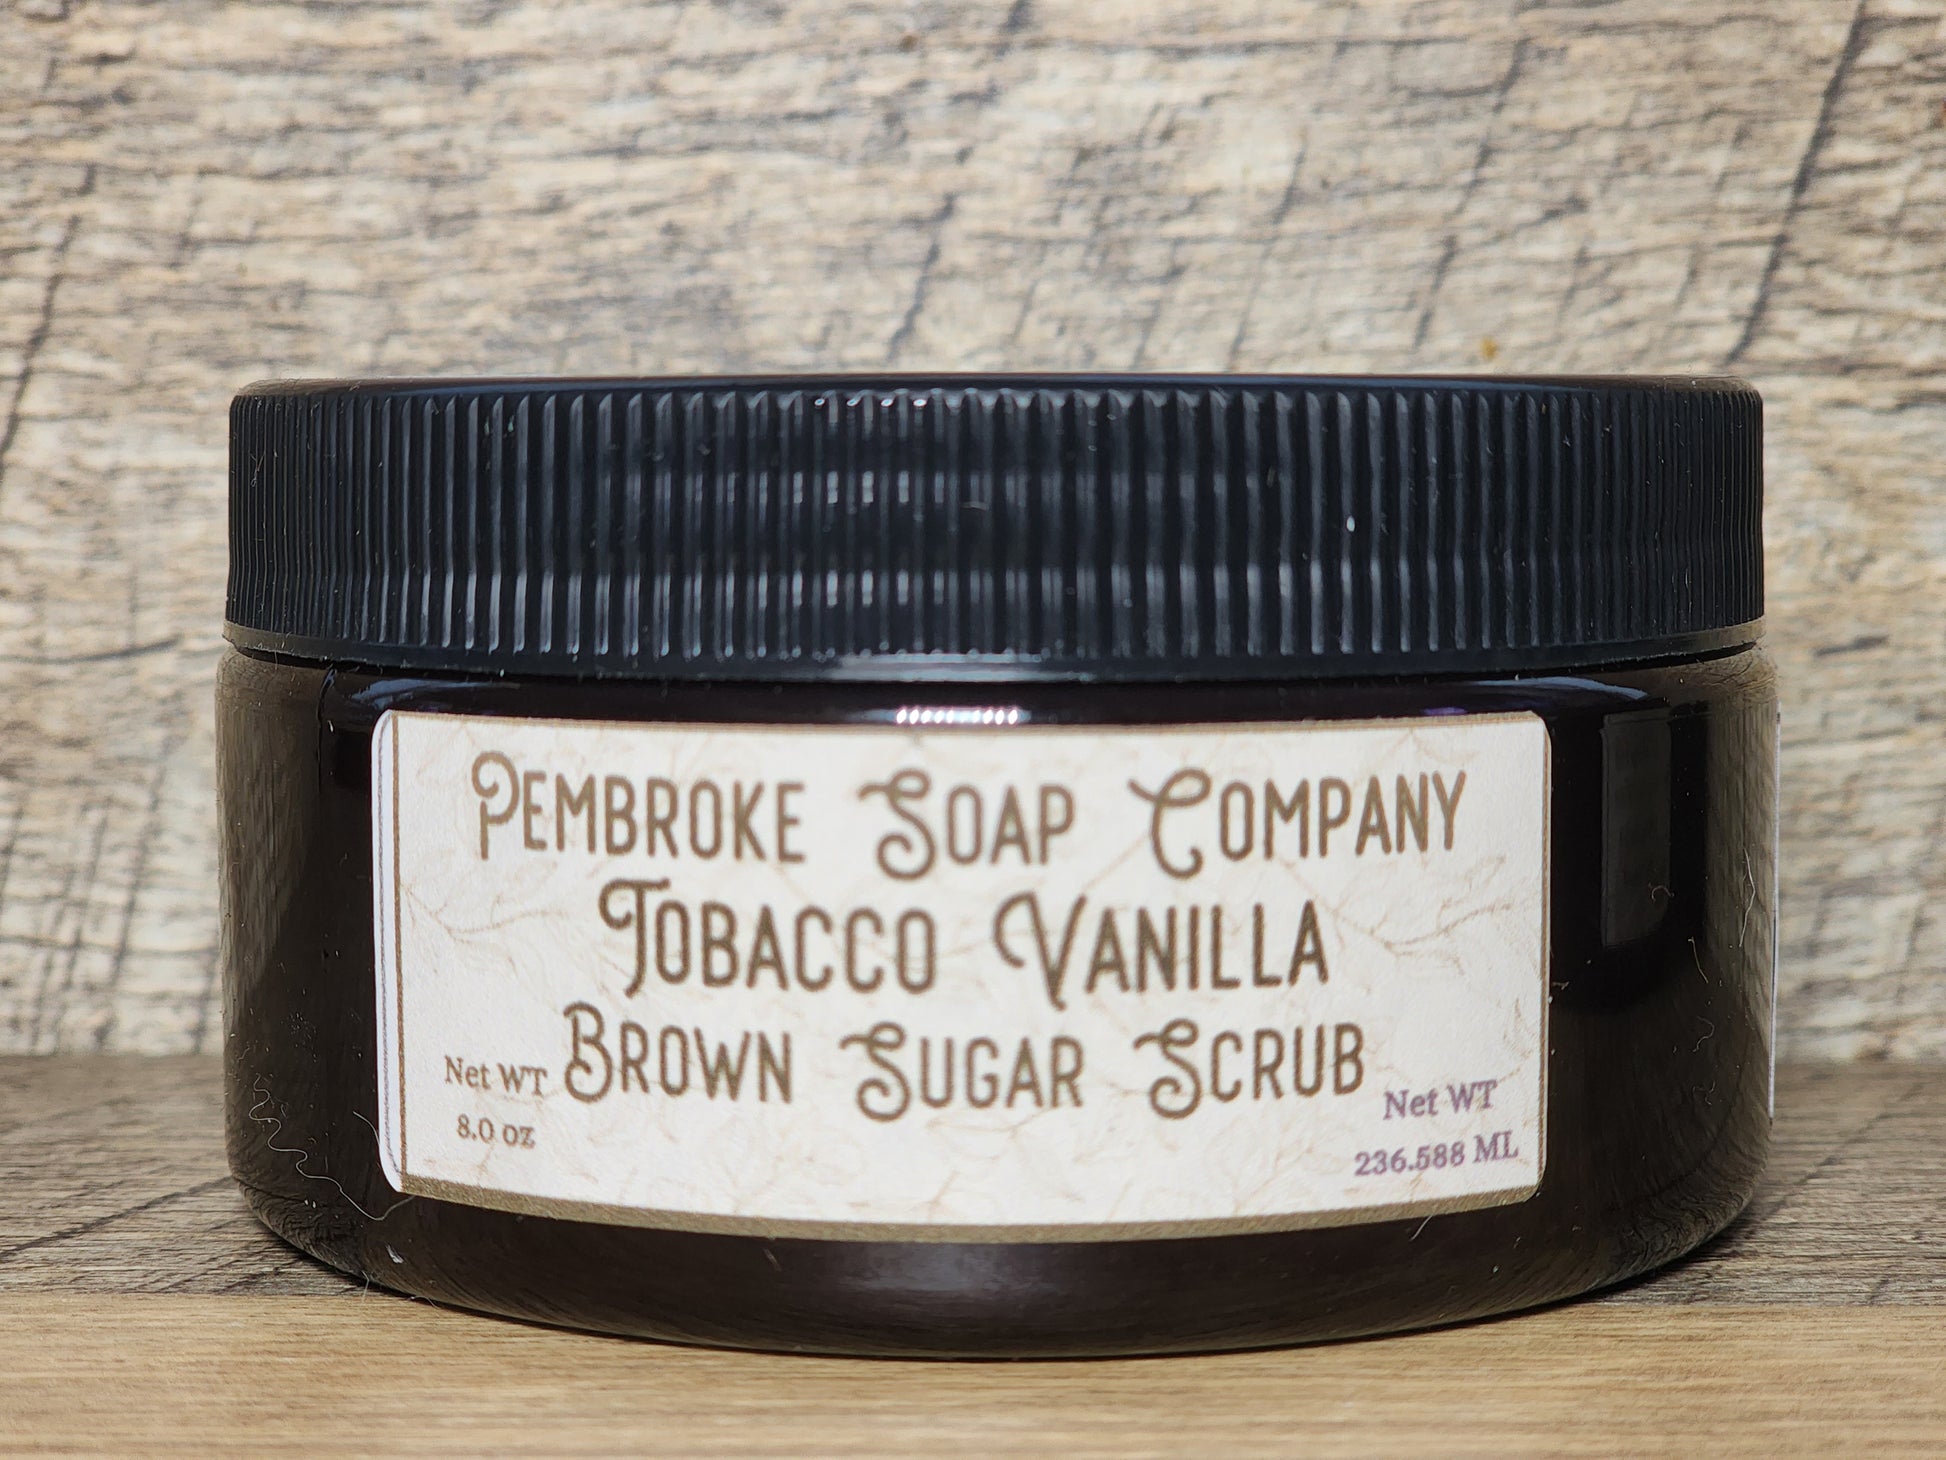 Pembroke Soap Company
Tobacco Vanilla
Brown Sugar Scrub
Net WT
8.0 oz
Net WT
236.588 ML